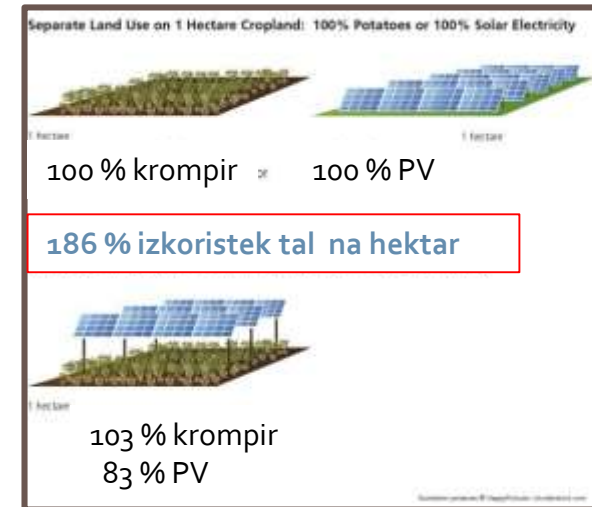 Separate Land Use on 1 Hectare Cropland: 100% Potatoes or 100% Solar Electricity
1 hectare
1 hectare
100 % krompir or 100 % PV
186 % izkoristek tal na hektar
1 hectare
103 % krompir
83 % PV